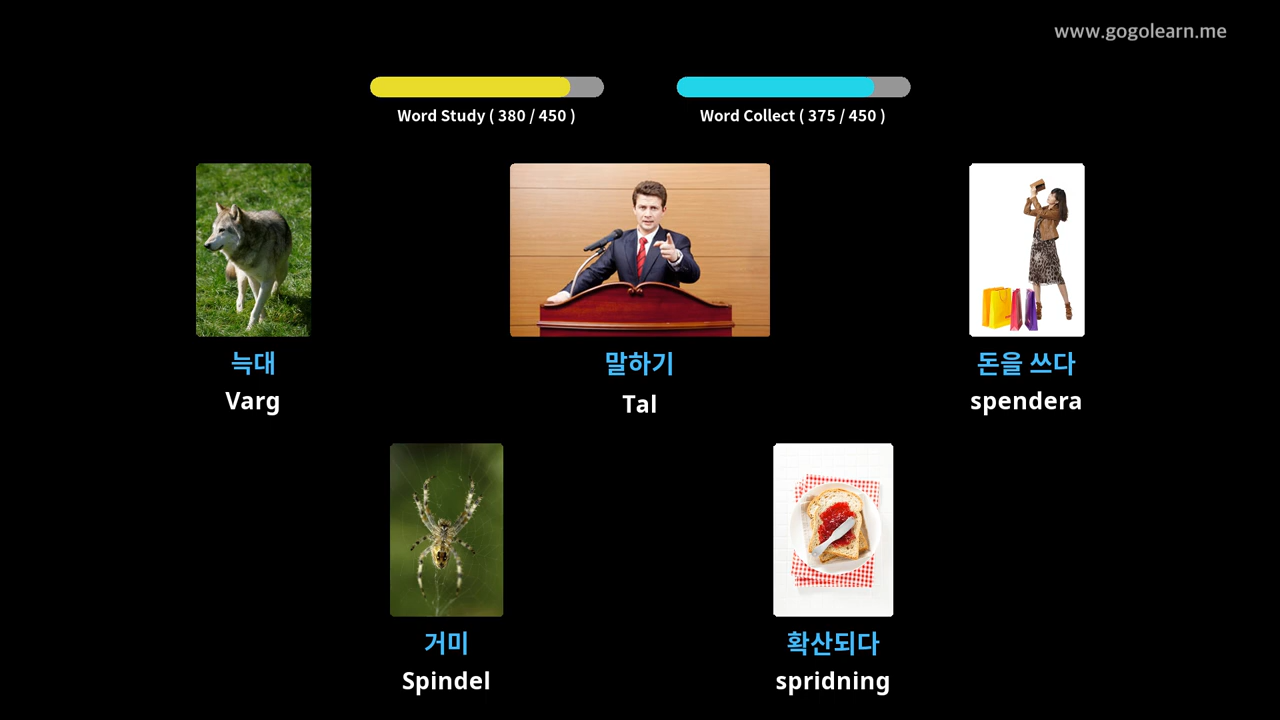 www.gogolearn.me
Word Study ( 380 / 450 )
Word Collect ( 375 / 450 )
늑대
Varg
말하기
Tal
돈을 쓰다
spendera
거미
Spindel
확산되다
spridning